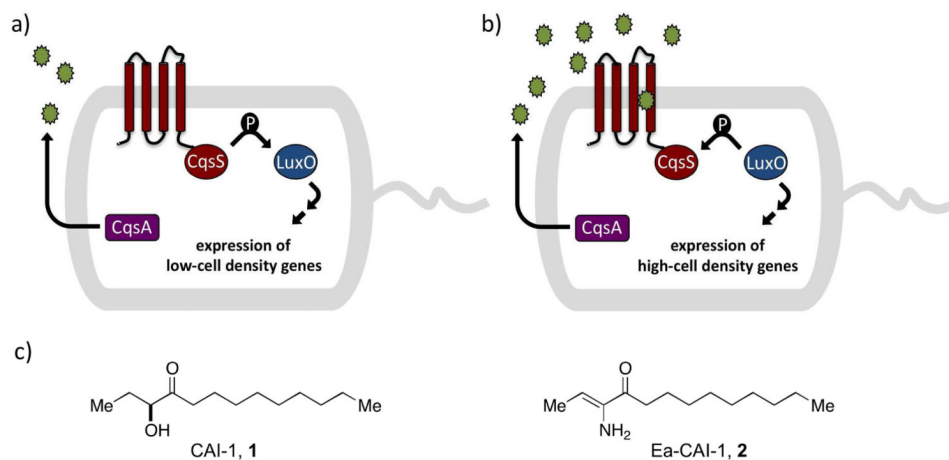 a)
P
CqsS
LuxO
CqsA
expression of
low-cell density genes
b)
P
CqsS
LuxO
CqsA
expression of
high-cell density genes
c)
O
Me
Me
OH
CAI-1, 1
O
Me
Me
NH₂
Ea-CAI-1, 2